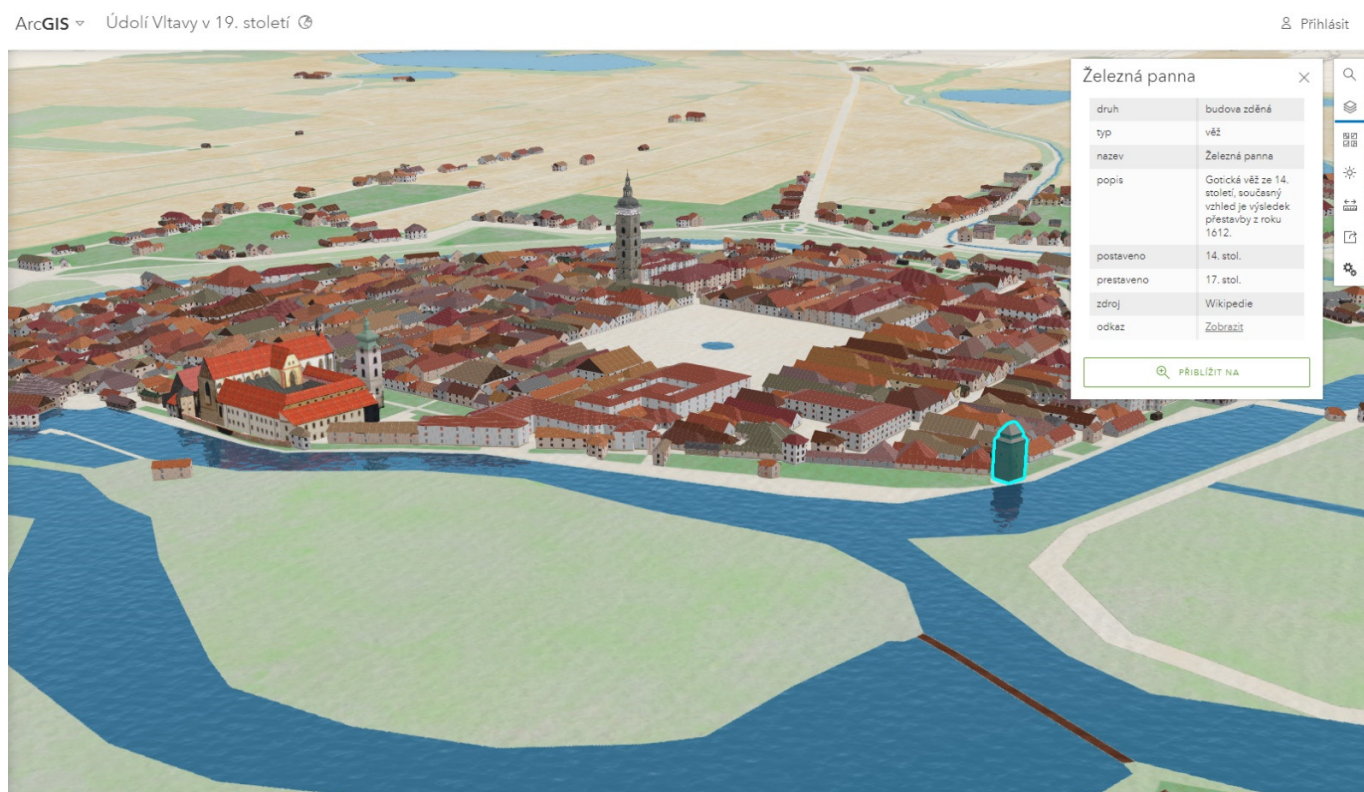 ArcGIS Údolí Vltavy v 19. století
Přihlásit
Železná panna
druh budova zděná
typ věž
nazev Železná panna
popis Gotická věž ze 14.
století, současný
vzhled je výsledek
přestavby z roku
1612.
postaveno 14. stol.
prestaveno 17. stol.
zdroj Wikipedie
odkaz Zobrazit
PŘIBLÍŽIT NA